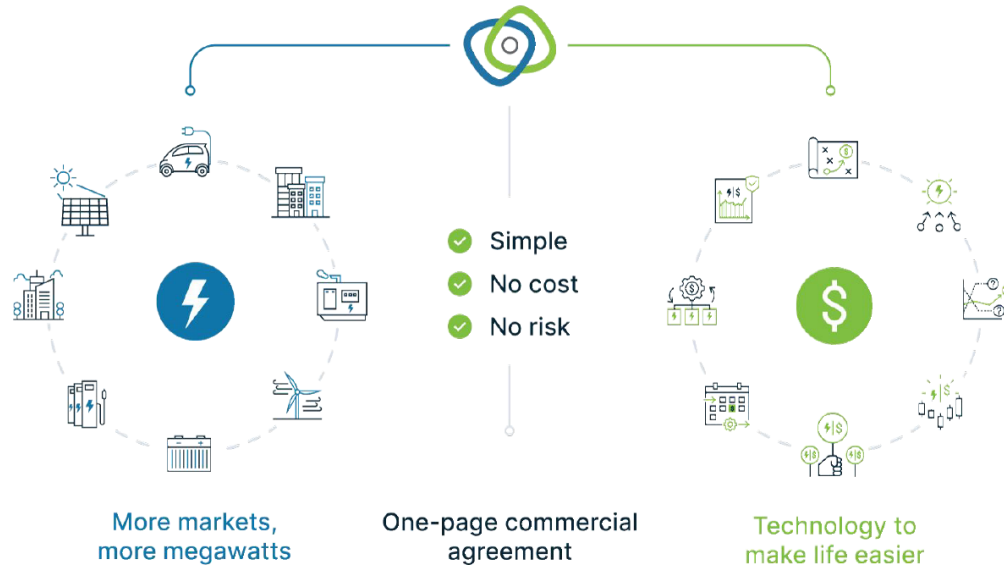 Simple
No cost
No risk
More markets,
more megawatts
One-page commercial
agreement
Technology to
make life easier